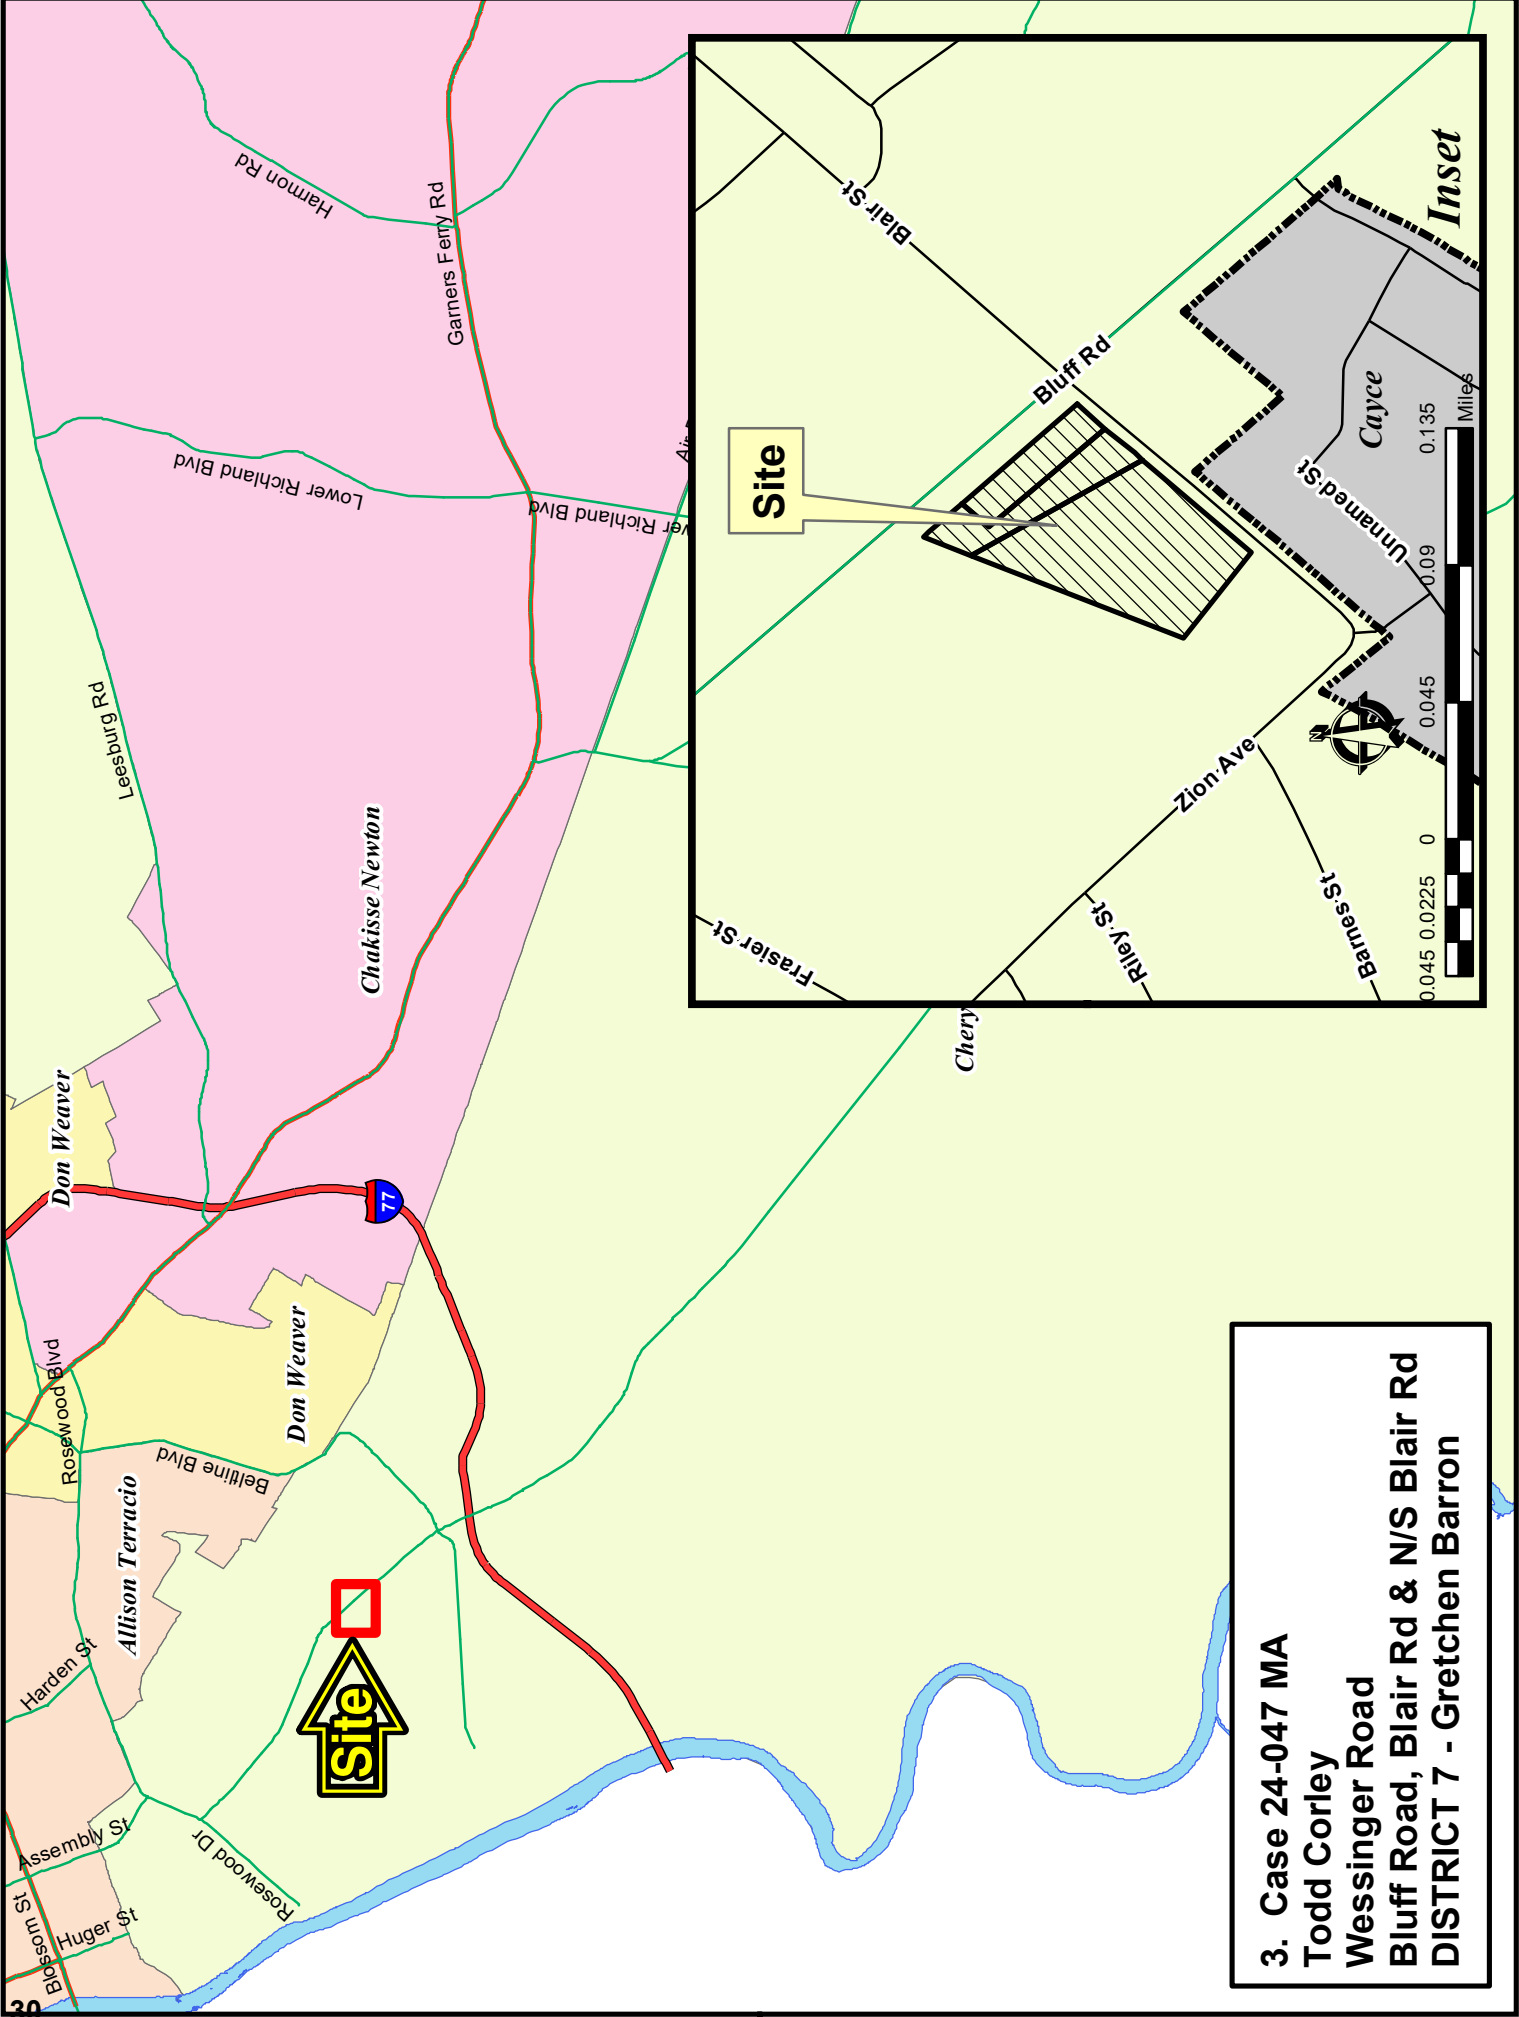 Harmon Rd
Garners Ferry Rd
Lower Richland Blvd
Lower Richland Blvd
Leesburg Rd
Chakisse Newton
Don Weaver
Don Weaver
77
Rosewood Blvd
Beltline Blvd
Allison Terracio
Harden St
Assembly St
Blossom St
Huger St
Rosewood Dr
Site
Chery
Inset
Site
Blair St
Bluff Rd
Cayce
Unnamed St
Zion Ave
Frasier St
Riley St
Barnes St
N
0.045 0.0225 0 0.045 0.09 0.135
Miles
3. Case 24-047 MA
Todd Corley
Wessinger Road
Bluff Road, Blair Rd & N/S Blair Rd
DISTRICT 7 - Gretchen Barron